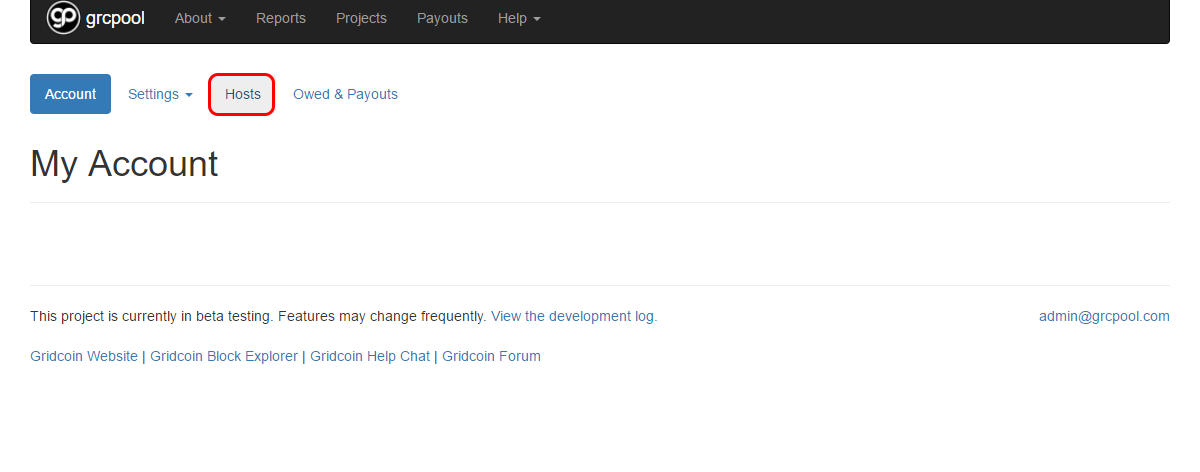 gp grcpool About Reports Projects Payouts Help
Account Settings Hosts Owed & Payouts
My Account
This project is currently in beta testing. Features may change frequently. View the development log. admin@grcpool.com
Gridcoin Website | Gridcoin Block Explorer | Gridcoin Help Chat | Gridcoin Forum